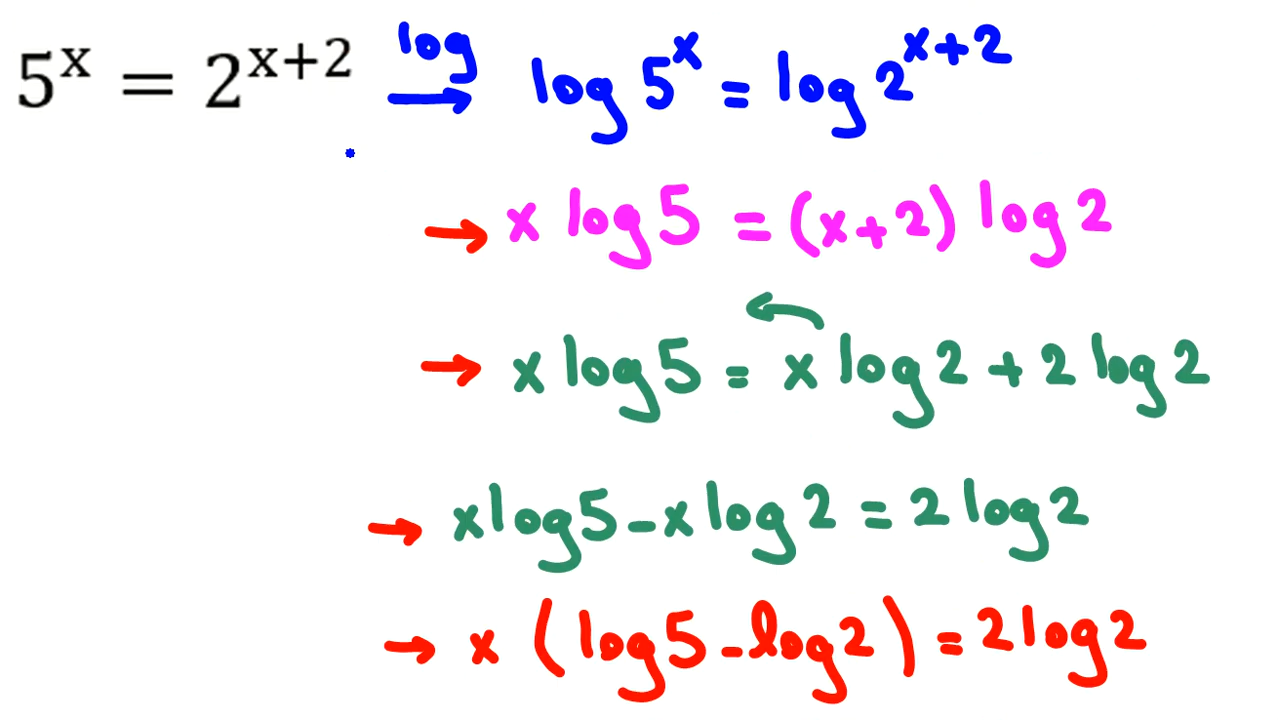 5^x = 2^{x+2} \xrightarrow{log} log 5^x = log 2^{x+2}
→ x log 5 = (x+2) log 2
→ x log 5 = x log 2 + 2 log 2
→ x log 5 - x log 2 = 2 log 2
→ x (log 5 - log 2) = 2 log 2